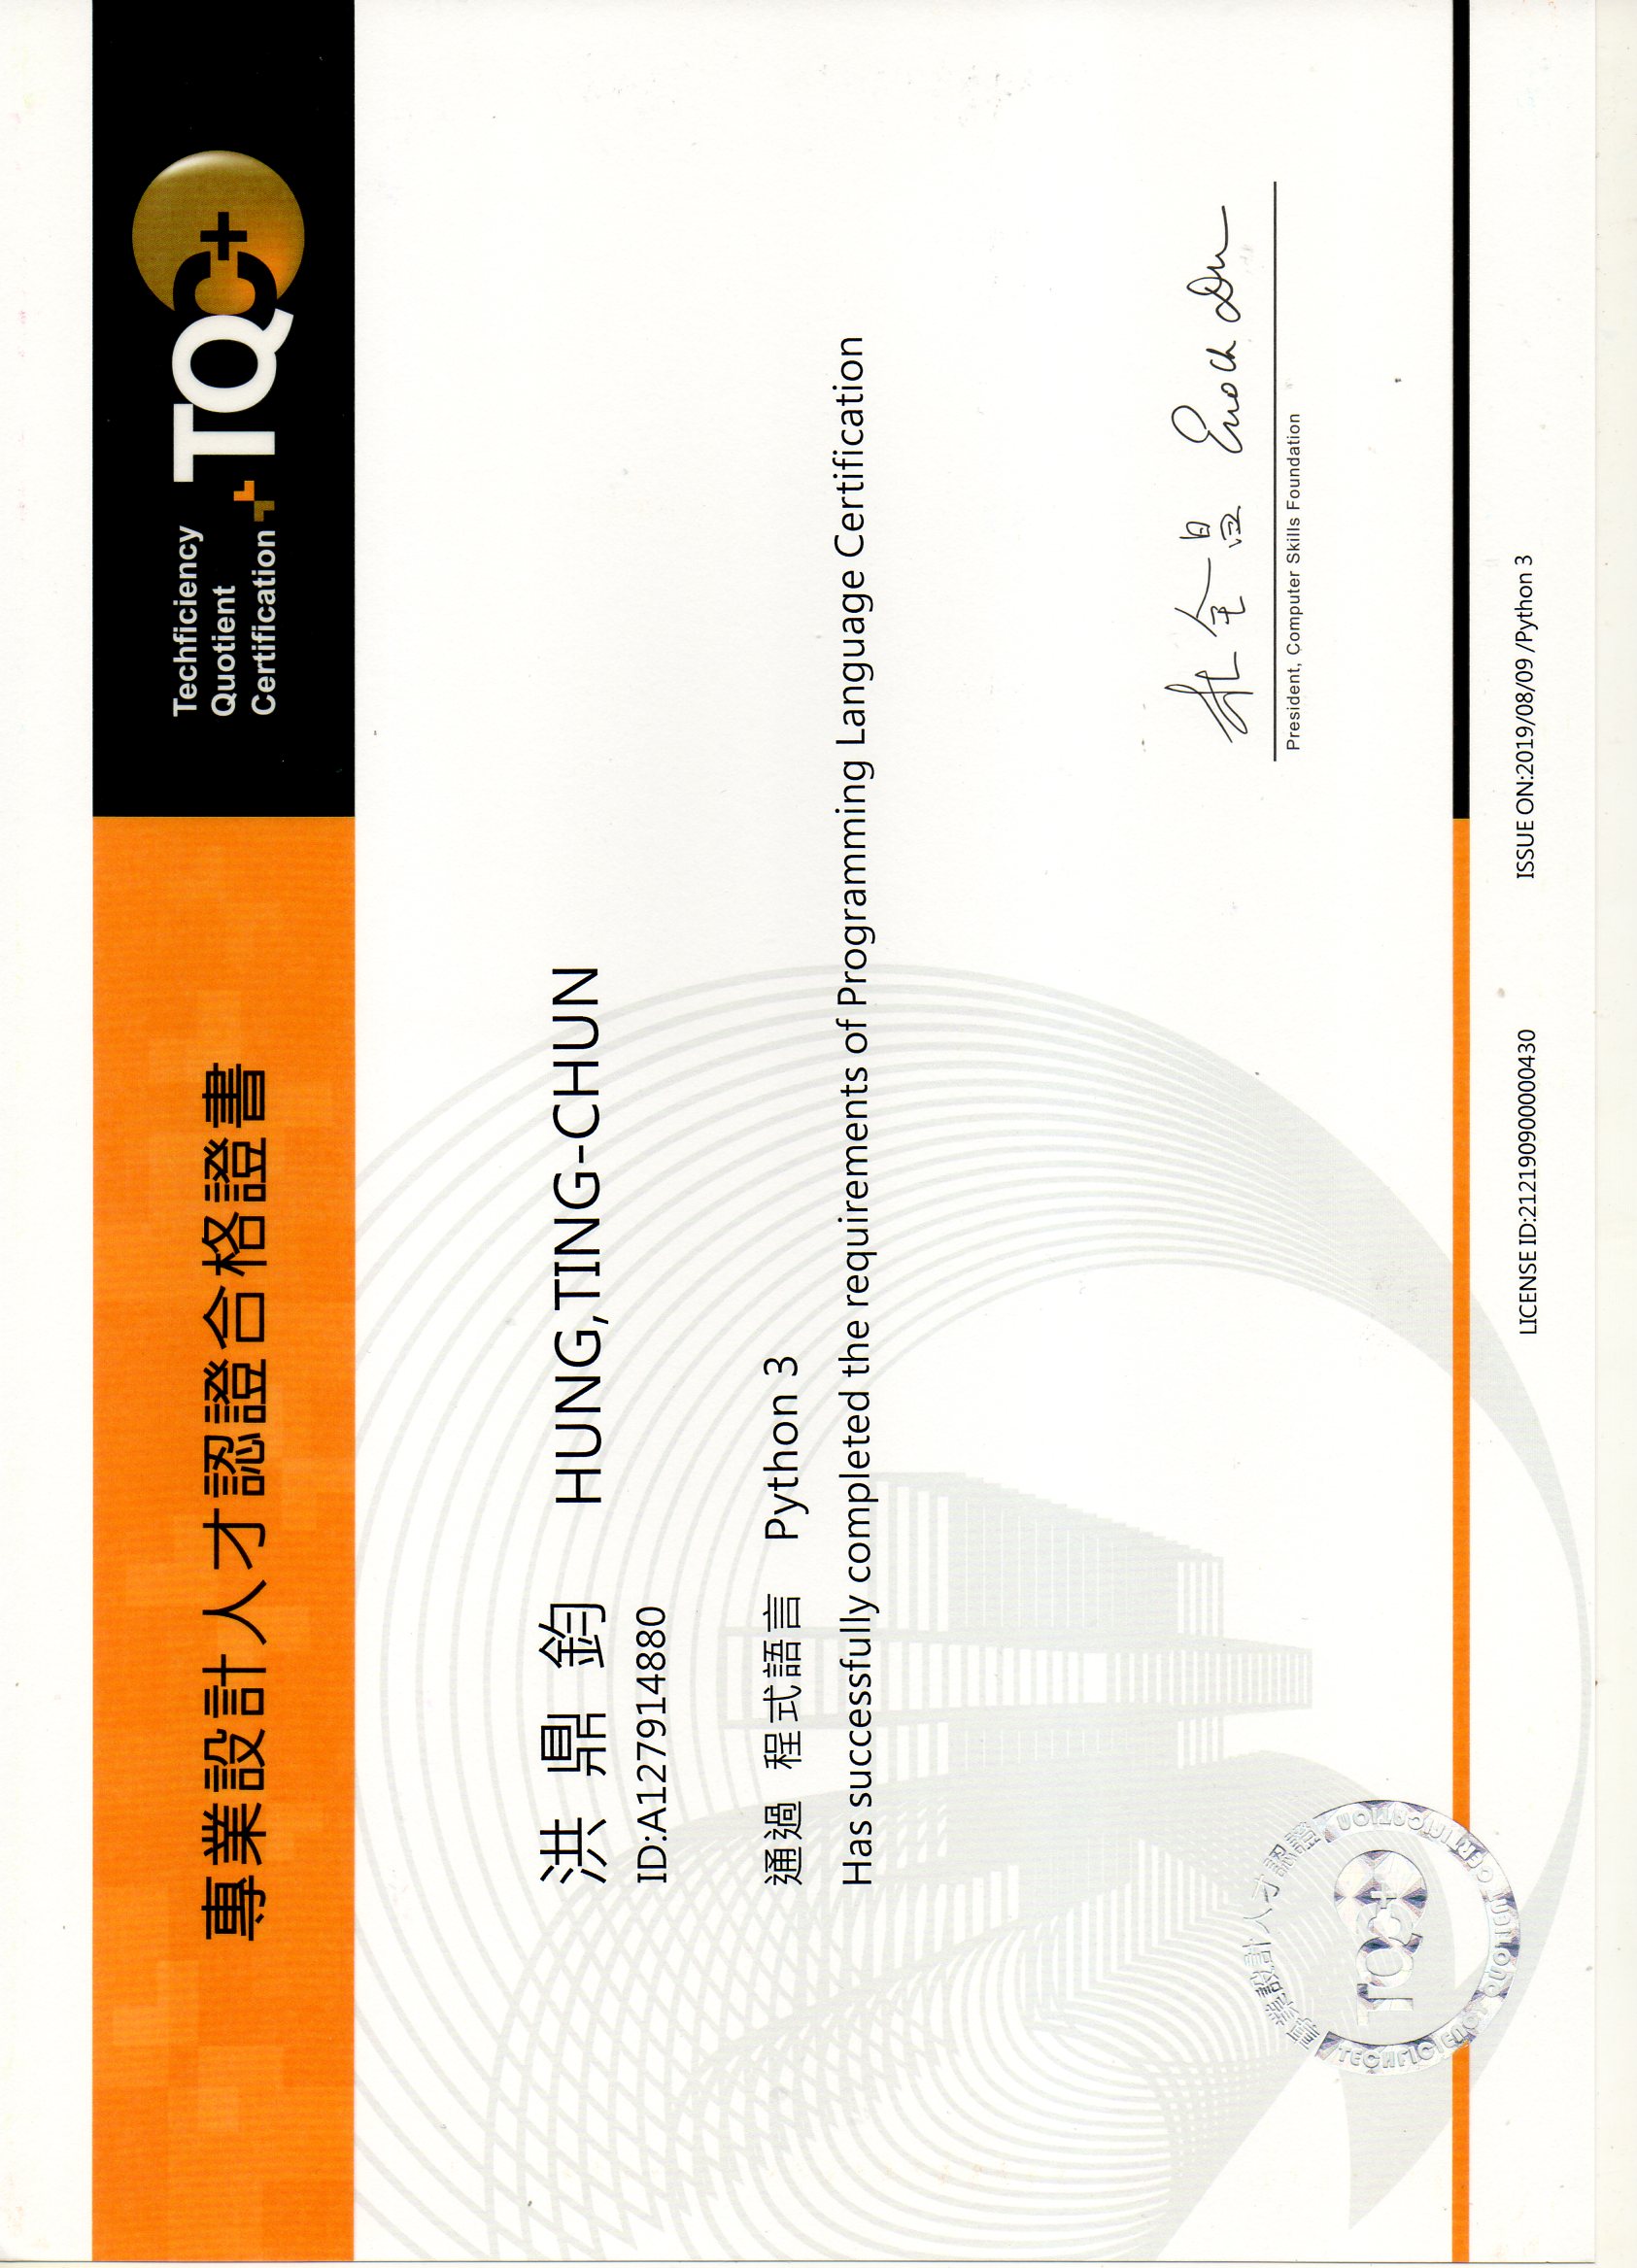 專業設計人才認證合格證書
Techficiency
Quotient
Certification
TQC+
洪鼎鈞 HUNG,TING-CHUN
ID:A127914880
通過 程式語言 Python 3
Has successfully completed the requirements of Programming Language Certification
杜全昌 Enoch Du
President, Computer Skills Foundation
專業設計人才認證
TQC+
TECHFICIENCY QUOTIENT CERTIFICATION
LICENSE ID:212190900000430
ISSUE ON:2019/08/09 /Python 3